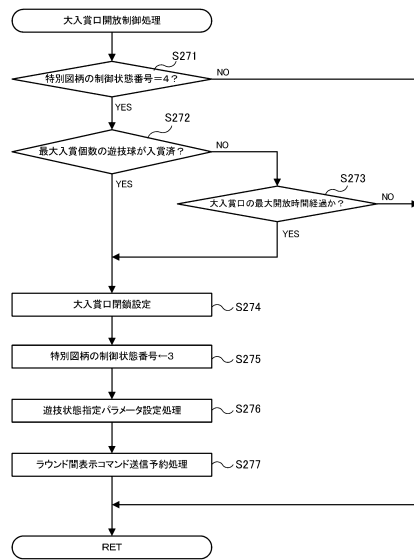 大入賞口開放制御処理
S271
特別図柄の制御状態番号=4?
NO
YES
S272
最大入賞個数の遊技球が入賞済?
NO
YES
S273
大入賞口の最大開放時間経過か?
NO
YES
大入賞口閉鎖設定
S274
特別図柄の制御状態番号←3
S275
遊技状態指定パラメータ設定処理
S276
ラウンド間表示コマンド送信予約処理
S277
RET